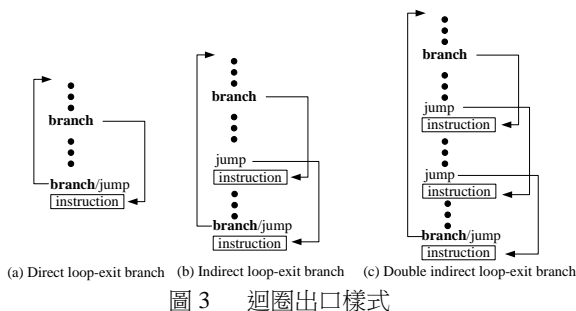 branch
branch/jump
instruction
(a) Direct loop-exit branch
branch
jump
instruction
branch/jump
instruction
(b) Indirect loop-exit branch
branch
jump
instruction
jump
instruction
branch/jump
instruction
(c) Double indirect loop-exit branch
圖 3 迴圈出口樣式